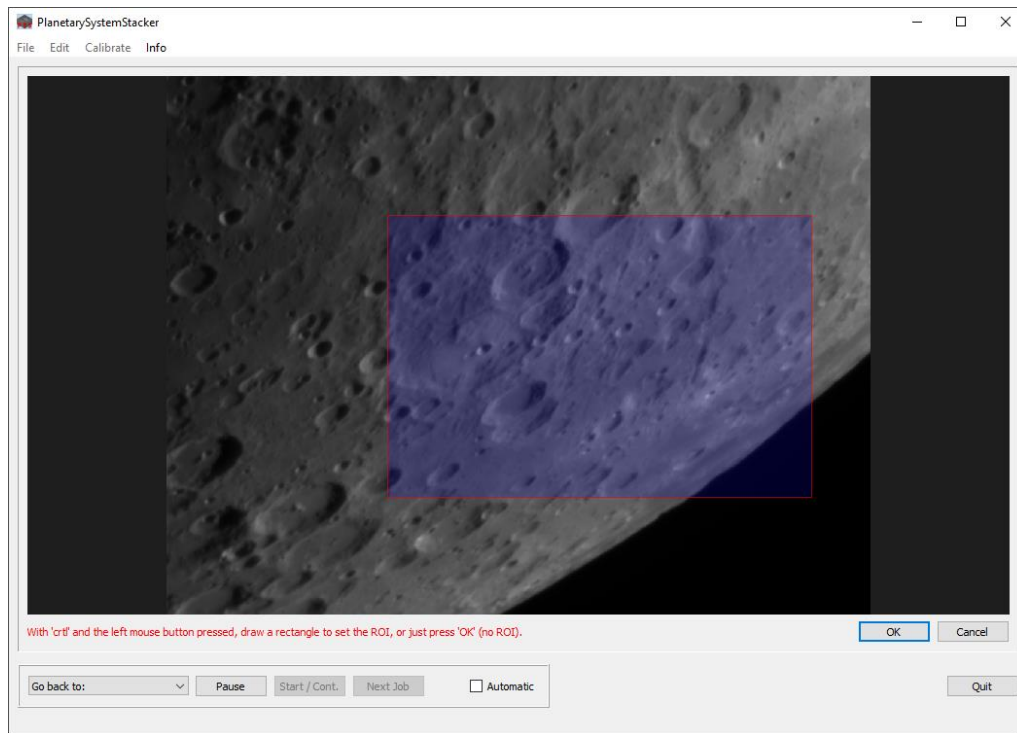 PlanetarySystemStacker
File Edit Calibrate Info
With 'crtl' and the left mouse button pressed, draw a rectangle to set the ROI, or just press 'OK' (no ROI).
OK Cancel
Go back to: Pause Start / Cont. Next Job Automatic Quit